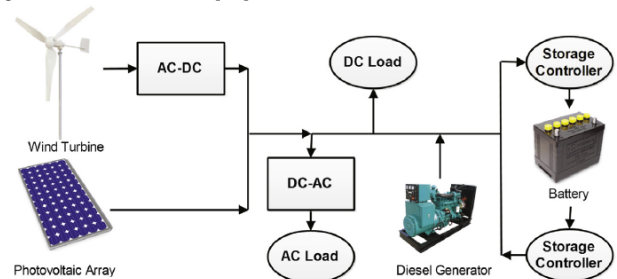 AC-DC
DC Load
Storage
Controller
Wind Turbine
DC-AC
Battery
AC Load
Storage
Controller
Photovoltaic Array
Diesel Generator